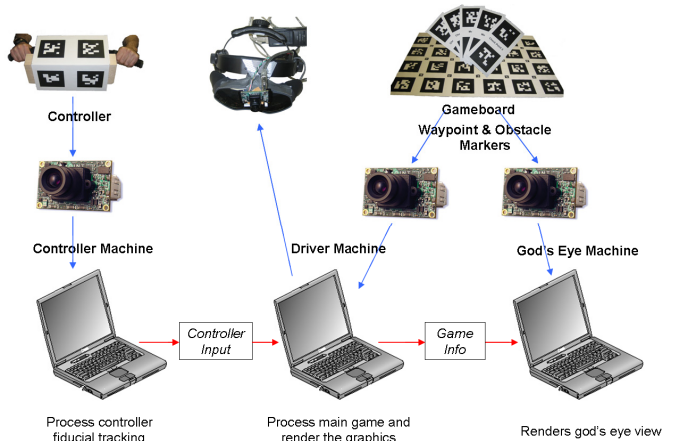 Controller
Gameboard
Waypoint & Obstacle
Markers
Controller Machine
Driver Machine
God's Eye Machine
Controller
Input
Game
Info
Process controller
fiducial tracking
Process main game and
render the graphics
Renders god's eye view